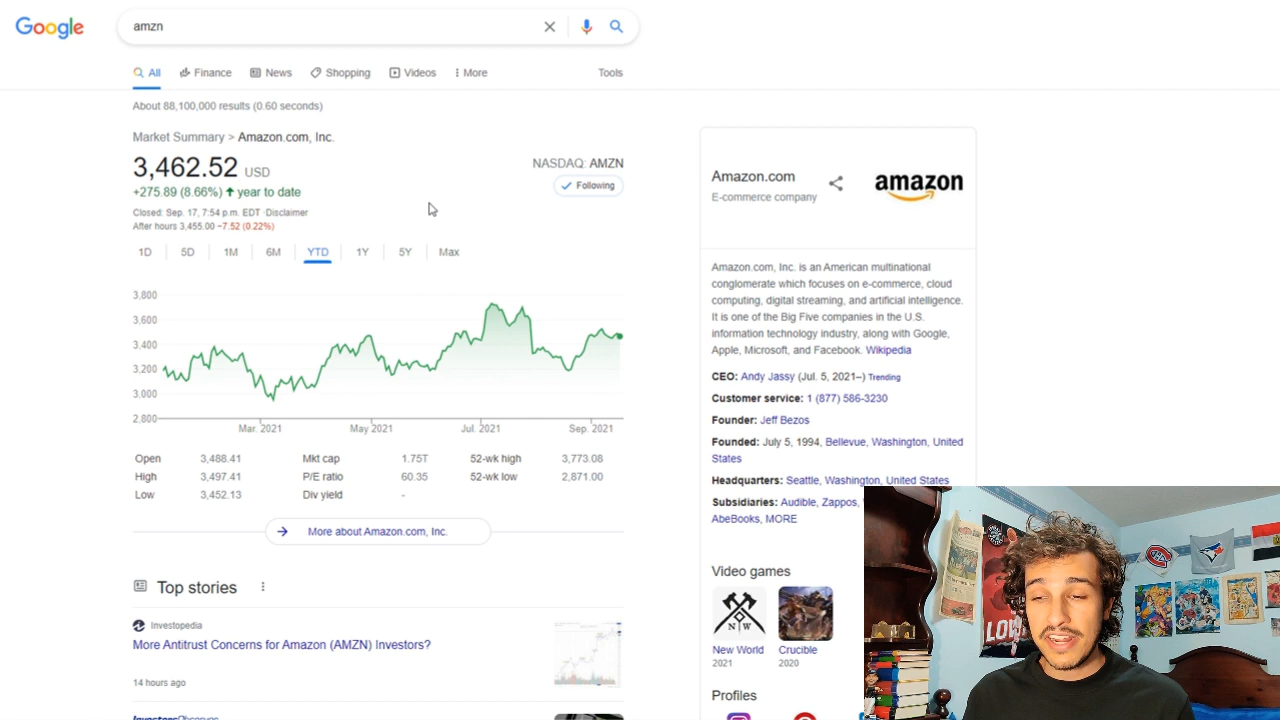 Google
amzn
All
Finance
News
Shopping
Videos
More
Tools
About 88,100,000 results (0.60 seconds)
Market Summary > Amazon.com, Inc.
3,462.52 USD
+275.89 (8.66%) year to date
Closed: Sep. 17, 7:54 p.m. EDT · Disclaimer
After hours 3,455.00 −7.52 (0.22%)
NASDAQ: AMZN
Following
1D
5D
1M
6M
YTD
1Y
5Y
Max
3,800
3,600
3,400
3,200
3,000
2,800
Mar. 2021
May 2021
Jul. 2021
Sep. 2021
Open 3,488.41
High 3,497.41
Low 3,452.13
Mkt cap 1.75T
P/E ratio 60.35
Div yield -
52-wk high 3,773.08
52-wk low 2,871.00
More about Amazon.com, Inc.
Top stories
Investopedia
More Antitrust Concerns for Amazon (AMZN) Investors?
14 hours ago
Amazon.com
E-commerce company
amazon
Amazon.com, Inc. is an American multinational
conglomerate which focuses on e-commerce, cloud
computing, digital streaming, and artificial intelligence.
It is one of the Big Five companies in the U.S.
information technology industry, along with Google,
Apple, Microsoft, and Facebook. Wikipedia
CEO: Andy Jassy (Jul. 5, 2021–) Trending
Customer service: 1 (877) 586-3230
Founder: Jeff Bezos
Founded: July 5, 1994, Bellevue, Washington, United
States
Headquarters: Seattle, Washington, United States
Subsidiaries: Audible, Zappos,
AbeBooks, MORE
Video games
N W
New World
2021
Crucible
2020
Profiles